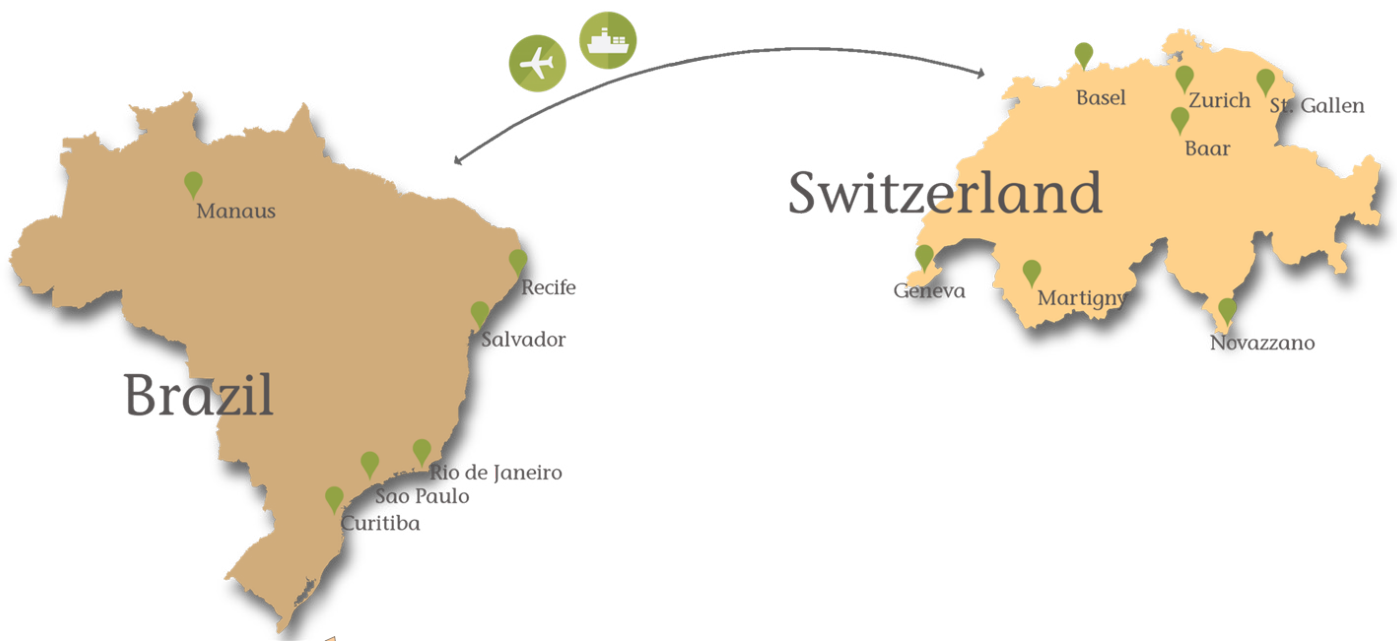 Brazil
Manaus
Recife
Salvador
Rio de Janeiro
Sao Paulo
Curitiba
Switzerland
Basel
Zurich
St. Gallen
Baar
Geneva
Martigny
Novazzano